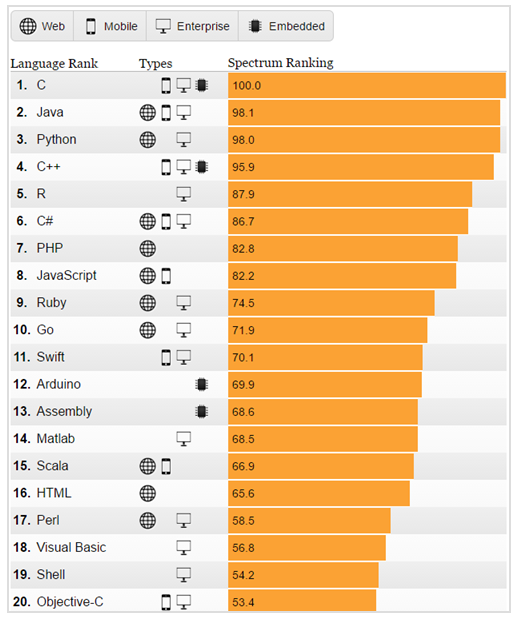 Web Mobile Enterprise Embedded
Language Rank Types Spectrum Ranking
1. C 100.0
2. Java 98.1
3. Python 98.0
4. C++ 95.9
5. R 87.9
6. C# 86.7
7. PHP 82.8
8. JavaScript 82.2
9. Ruby 74.5
10. Go 71.9
11. Swift 70.1
12. Arduino 69.9
13. Assembly 68.6
14. Matlab 68.5
15. Scala 66.9
16. HTML 65.6
17. Perl 58.5
18. Visual Basic 56.8
19. Shell 54.2
20. Objective-C 53.4